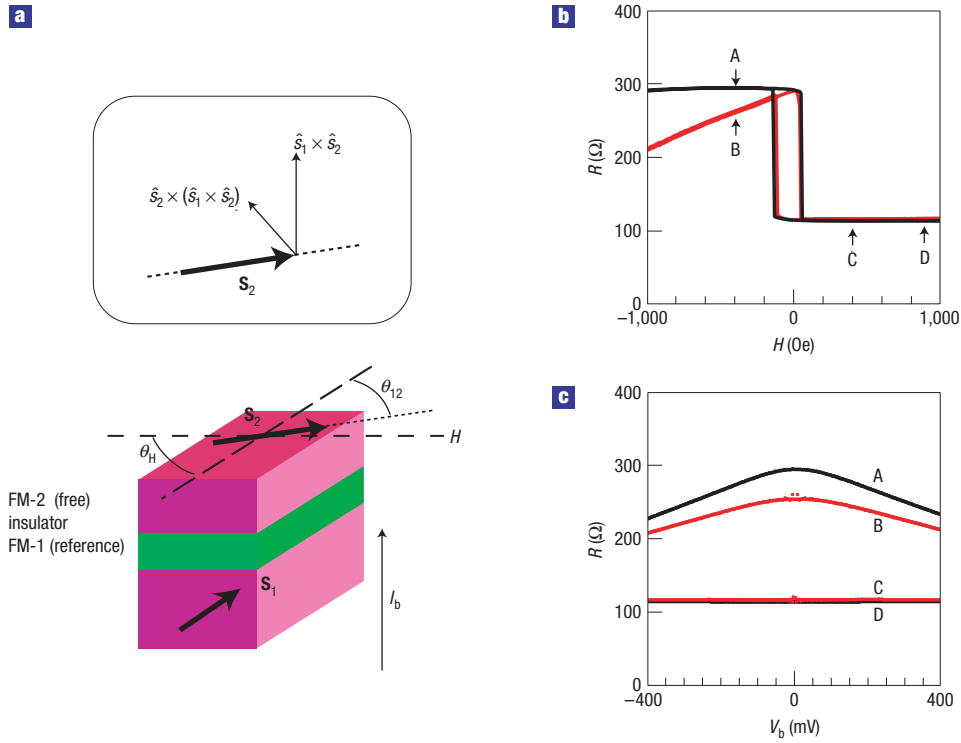 a
ŝ₁ × ŝ₂
ŝ₂ × (ŝ₁ × ŝ₂)
S₂
S₂
θ₁₂
H
θH
FM-2 (free)
insulator
FM-1 (reference)
S₁
Ib
b
400
300
200
100
0
R (Ω)
A
B
C
D
–1,000
0
1,000
H (Oe)
c
400
300
200
100
0
R (Ω)
A
B
C
D
–400
0
400
Vb (mV)